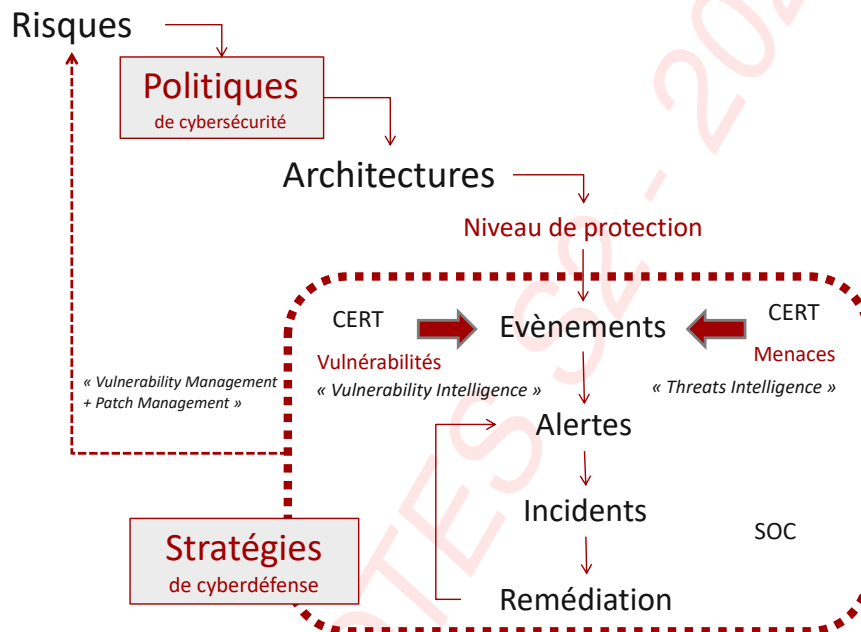 Risques
Politiques
de cybersécurité
Architectures
Niveau de protection
CERT
Evènements
CERT
Vulnérabilités
Menaces
« Vulnerability Management
+ Patch Management »
« Vulnerability Intelligence »
« Threats Intelligence »
Alertes
Incidents
SOC
Stratégies
de cyberdéfense
Remédiation